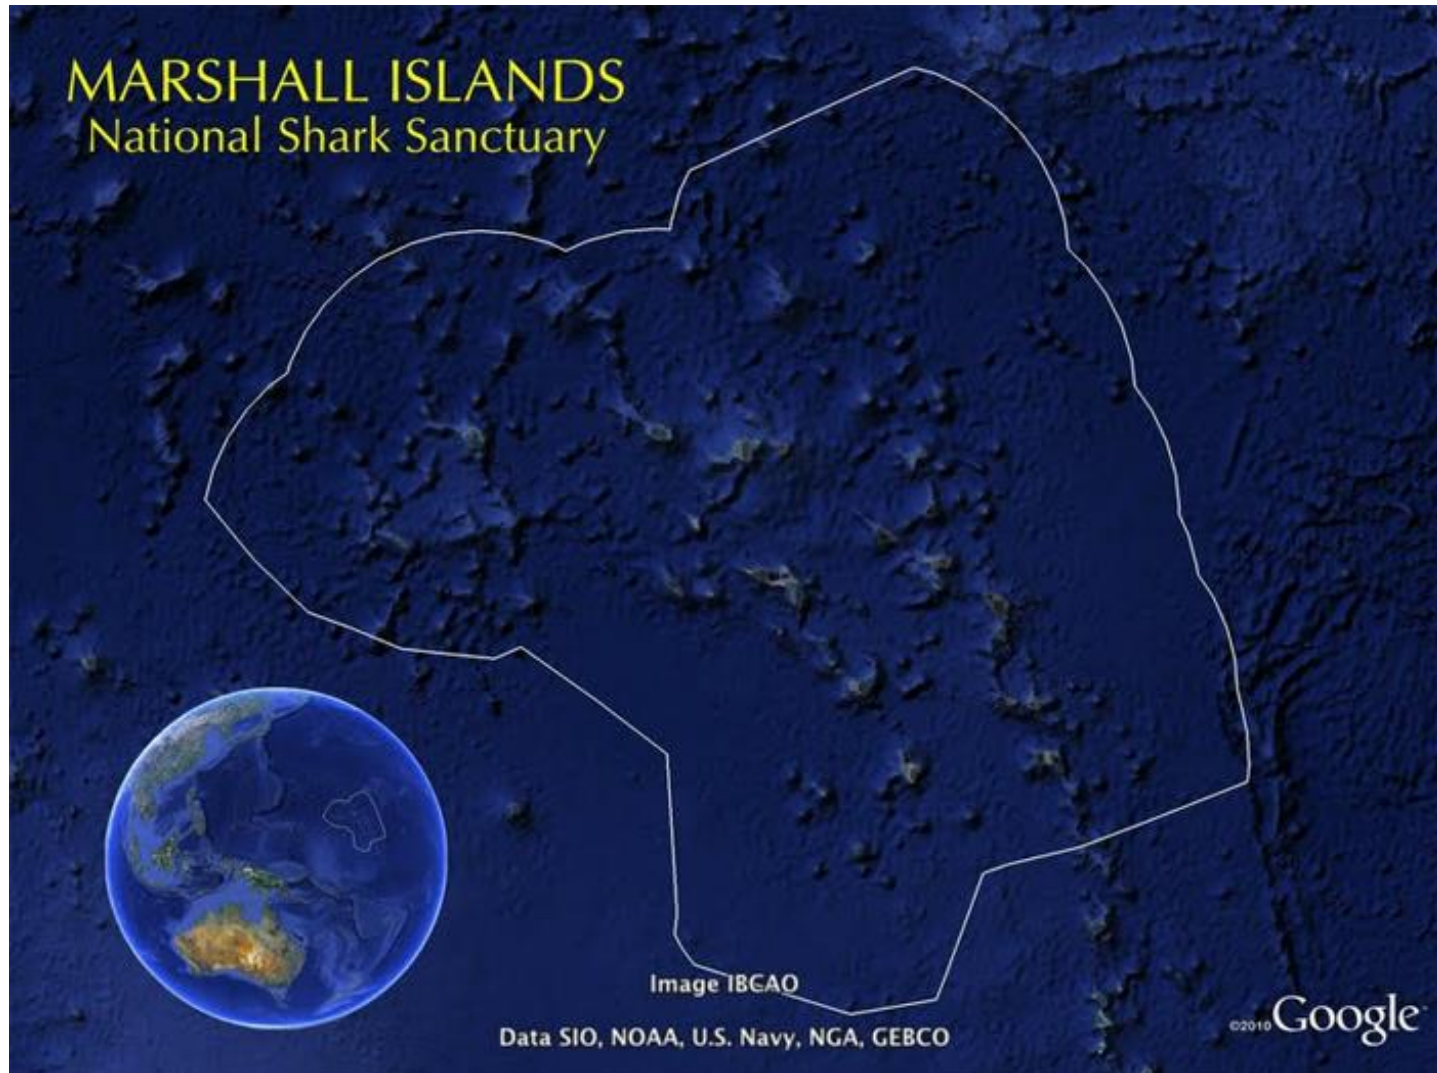 MARSHALL ISLANDS
National Shark Sanctuary
Image IBCAO
Data SIO, NOAA, U.S. Navy, NGA, GEBCO
©2010 Google